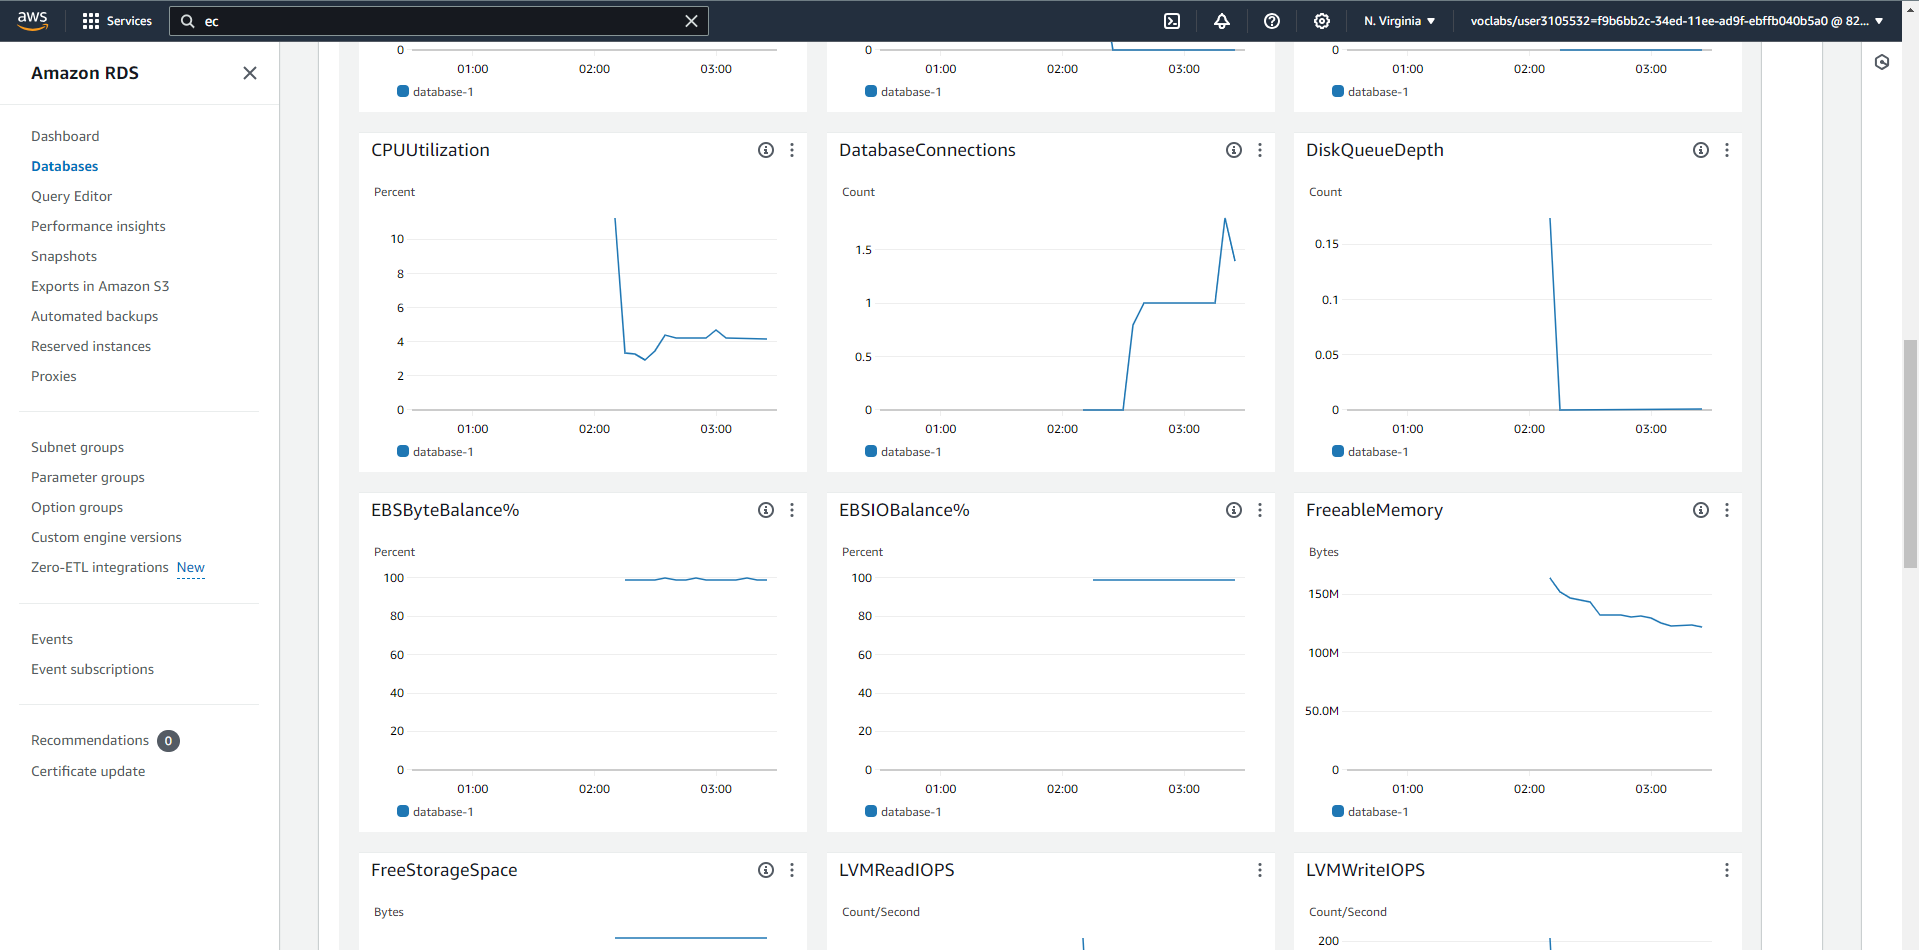 aws
Services
ec
N. Virginia
voclabs/user3105532=f9b6bb2c-34ed-11ee-ad9f-ebffb040b5a0 @ 82...
Amazon RDS
Dashboard
Databases
Query Editor
Performance insights
Snapshots
Exports in Amazon S3
Automated backups
Reserved instances
Proxies
Subnet groups
Parameter groups
Option groups
Custom engine versions
Zero-ETL integrations New
Events
Event subscriptions
Recommendations 0
Certificate update
0
01:00 02:00 03:00
database-1
0
01:00 02:00 03:00
database-1
0
01:00 02:00 03:00
database-1
CPUUtilization
Percent
10
8
6
4
2
0
01:00 02:00 03:00
database-1
DatabaseConnections
Count
1.5
1
0.5
0
01:00 02:00 03:00
database-1
DiskQueueDepth
Count
0.15
0.1
0.05
0
01:00 02:00 03:00
database-1
EBSByteBalance%
Percent
100
80
60
40
20
0
01:00 02:00 03:00
database-1
EBSIOBalance%
Percent
100
80
60
40
20
0
01:00 02:00 03:00
database-1
FreeableMemory
Bytes
150M
100M
50.0M
0
01:00 02:00 03:00
database-1
FreeStorageSpace
Bytes
LVMReadIOPS
Count/Second
LVMWriteIOPS
Count/Second
200